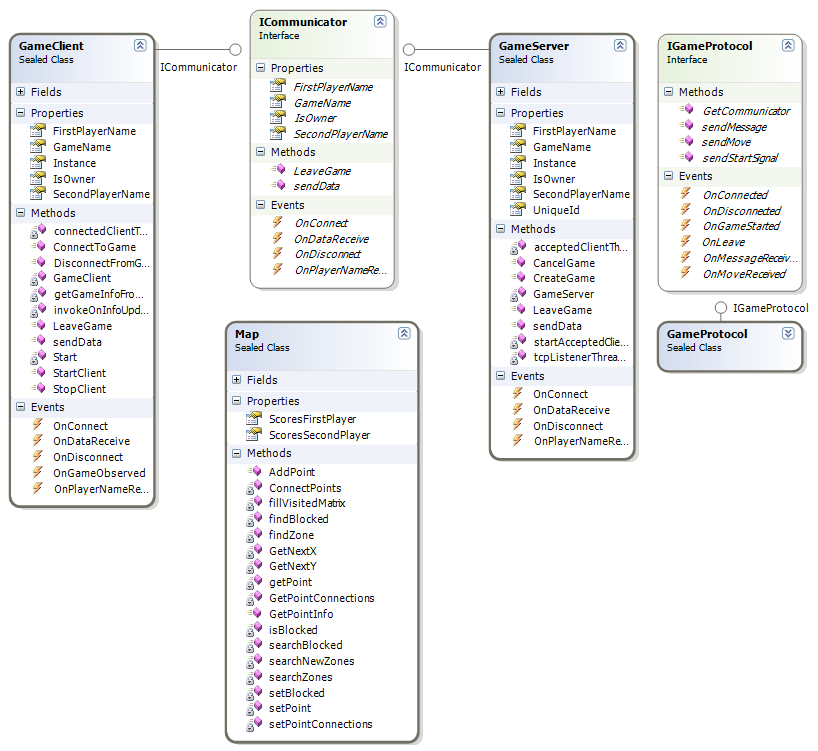 GameClient
Sealed Class
Fields
Properties
FirstPlayerName
GameName
Instance
IsOwner
SecondPlayerName
Methods
connectedClientT...
ConnectToGame
DisconnectFromG...
GameClient
getGameInfoFro...
invokeOnInfoUpd...
LeaveGame
sendData
Start
StartClient
StopClient
Events
OnConnect
OnDataReceive
OnDisconnect
OnGameObserved
OnPlayerNameRe...
ICommunicator
ICommunicator
Interface
Properties
FirstPlayerName
GameName
IsOwner
SecondPlayerName
Methods
LeaveGame
sendData
Events
OnConnect
OnDataReceive
OnDisconnect
OnPlayerNameRe...
ICommunicator
GameServer
Sealed Class
Fields
Properties
FirstPlayerName
GameName
Instance
IsOwner
SecondPlayerName
UniqueId
Methods
acceptedClientTh...
CancelGame
CreateGame
GameServer
LeaveGame
sendData
startAcceptedClie...
tcpListenerThrea...
Events
OnConnect
OnDataReceive
OnDisconnect
OnPlayerNameRe...
IGameProtocol
Interface
Methods
GetCommunicator
sendMessage
sendMove
sendStartSignal
Events
OnConnected
OnDisconnected
OnGameStarted
OnLeave
OnMessageReceiv...
OnMoveReceived
IGameProtocol
GameProtocol
Sealed Class
Map
Sealed Class
Fields
Properties
ScoresFirstPlayer
ScoresSecondPlayer
Methods
AddPoint
ConnectPoints
fillVisitedMatrix
findBlocked
findZone
GetNextX
GetNextY
getPoint
GetPointConnections
GetPointInfo
isBlocked
searchBlocked
searchNewZones
searchZones
setBlocked
setPoint
setPointConnections